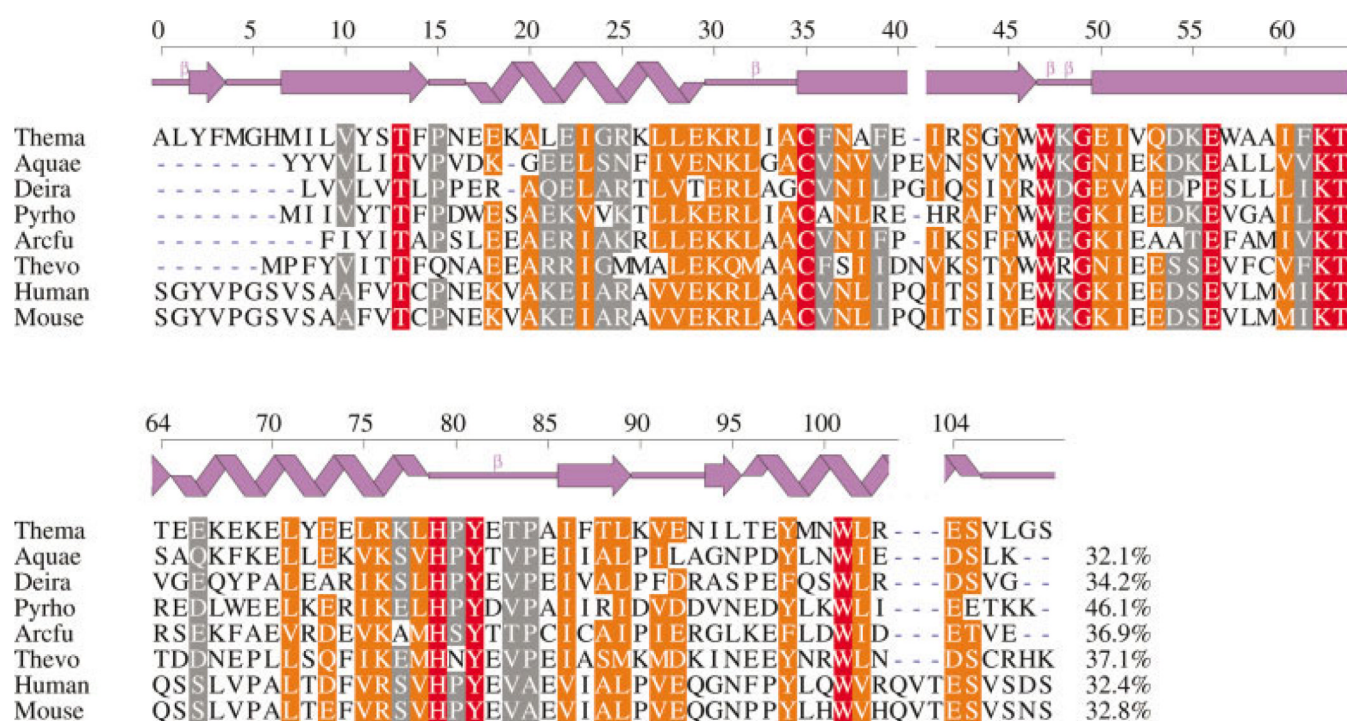 0 5 10 15 20 25 30 35 40 45 50 55 60
β β β β
Thema ALYFMGHMILVYSTFPNEEKALEIGRKLLEKRLIACFNAFE-IRSGYWWKGEIVQDKEWAAIFKT
Aquae -------YYVVLITVPVDK-GEELSNFIVENKLGACVNVVPEVNSVYWWKGNIEKDKEALLVVKT
Deira --------LVVLVTLPPER-AQELARTLVTERLAGCVNILPGIQSIYRWDGEVAEDPESLLLIKT
Pyrho -------MIIVYTTFPDWESAEKVVKTLLKERLIACANLRE-HRAFYWWEGKIEEDKEVGAILKT
Arcfu ---------FIYITAPSLEEAERIAKRLLEKKLAACVNIFP-IKSFFWWEGKIEAATEFAMIVKT
Thevo ------MPFYVITTFQNAEEARRIGMMALEKQMAACFSIIDNVKSTYWWRGNIEESSEVFCVFKT
Human SGYVPGSVSAAFVTCPNEKVAKEIARAVVEKRLAACVNLIPQITSIYEWKGKIEEDSEVLMMIKT
Mouse SGYVPGSVSAAFVTCPNEKVAKEIARAVVEKRLAACVNLIPQITSIYEWKGKIEEDSEVLMMIKT
64 70 75 80 85 90 95 100 104
β
Thema TEEKEKELYEELRKLHPYETPAIFTLKVENILTEYMNWLR---ESVLGS
Aquae SAQKFKELLEKVKSVHPYTVPEIIALPILAGNPDYLNWIE---DSLK-- 32.1%
Deira VGEQYPALEARIKSLHPYEVPEIVALPFDRASPEFQSWLR---DSVG-- 34.2%
Pyrho REDLWEELKERIKELHPYDVPAIIRIDVDDVNEDYLKWLI---EETKK- 46.1%
Arcfu RSEKFAEVRDEVKAMHSYTTPCICAIPIERGLKEFLDWID---ETVE-- 36.9%
Thevo TDDNEPLLSQFIKEMHNYEVPEIASMKMDKINEEYNRWLN---DSCRHK 37.1%
Human QSSLVPALTDFVRSVHPYEVAEVIALPVEQGNFPYLQWVRQVTESVSDS 32.4%
Mouse QSSLVPALTEFVRSVHPYEVAEVIALPVEQGNPPYLHWVHQVTESVSNS 32.8%